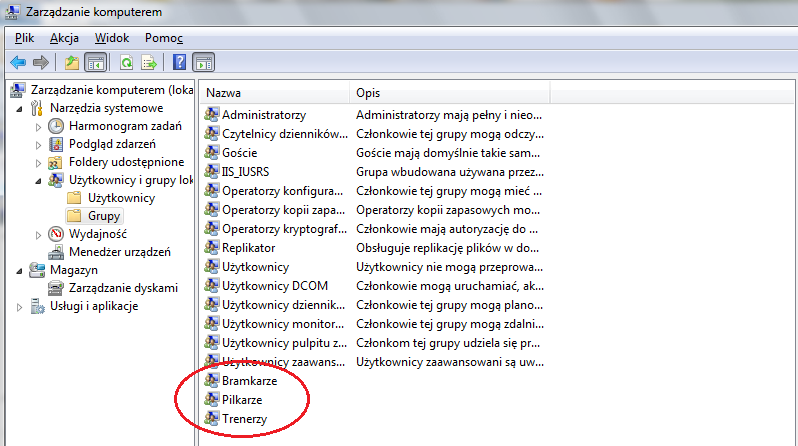 Zarządzanie komputerem
Plik Akcja Widok Pomoc
Zarządzanie komputerem (loka
Narzędzia systemowe
Harmonogram zadań
Podgląd zdarzeń
Foldery udostępnione
Użytkownicy i grupy lok
Użytkownicy
Grupy
Wydajność
Menedżer urządzeń
Magazyn
Zarządzanie dyskami
Usługi i aplikacje
Nazwa Opis
Administratorzy Administratorzy mają pełny i nieo...
Czytelnicy dzienników... Członkowie tej grupy mogą odczy...
Goście Goście mają domyślnie takie sam...
IIS_IUSRS Grupa wbudowana używana przez...
Operatorzy konfigura... Członkowie tej grupy mogą mieć ...
Operatorzy kopii zapa... Operatorzy kopii zapasowych mo...
Operatorzy kryptograf... Członkowie mają autoryzację do ...
Replikator Obsługuje replikację plików w do...
Użytkownicy Użytkownicy nie mogą przeprowa...
Użytkownicy DCOM Członkowie mogą uruchamiać, ak...
Użytkownicy dziennik... Członkowie tej grupy mogą plano...
Użytkownicy monitor... Członkowie tej grupy mogą zdalni...
Użytkownicy pulpitu z... Członkom tej grupy udziela się pr...
Użytkownicy zaawans... Użytkownicy zaawansowani są uw...
Bramkarze
Pilkarze
Trenerzy